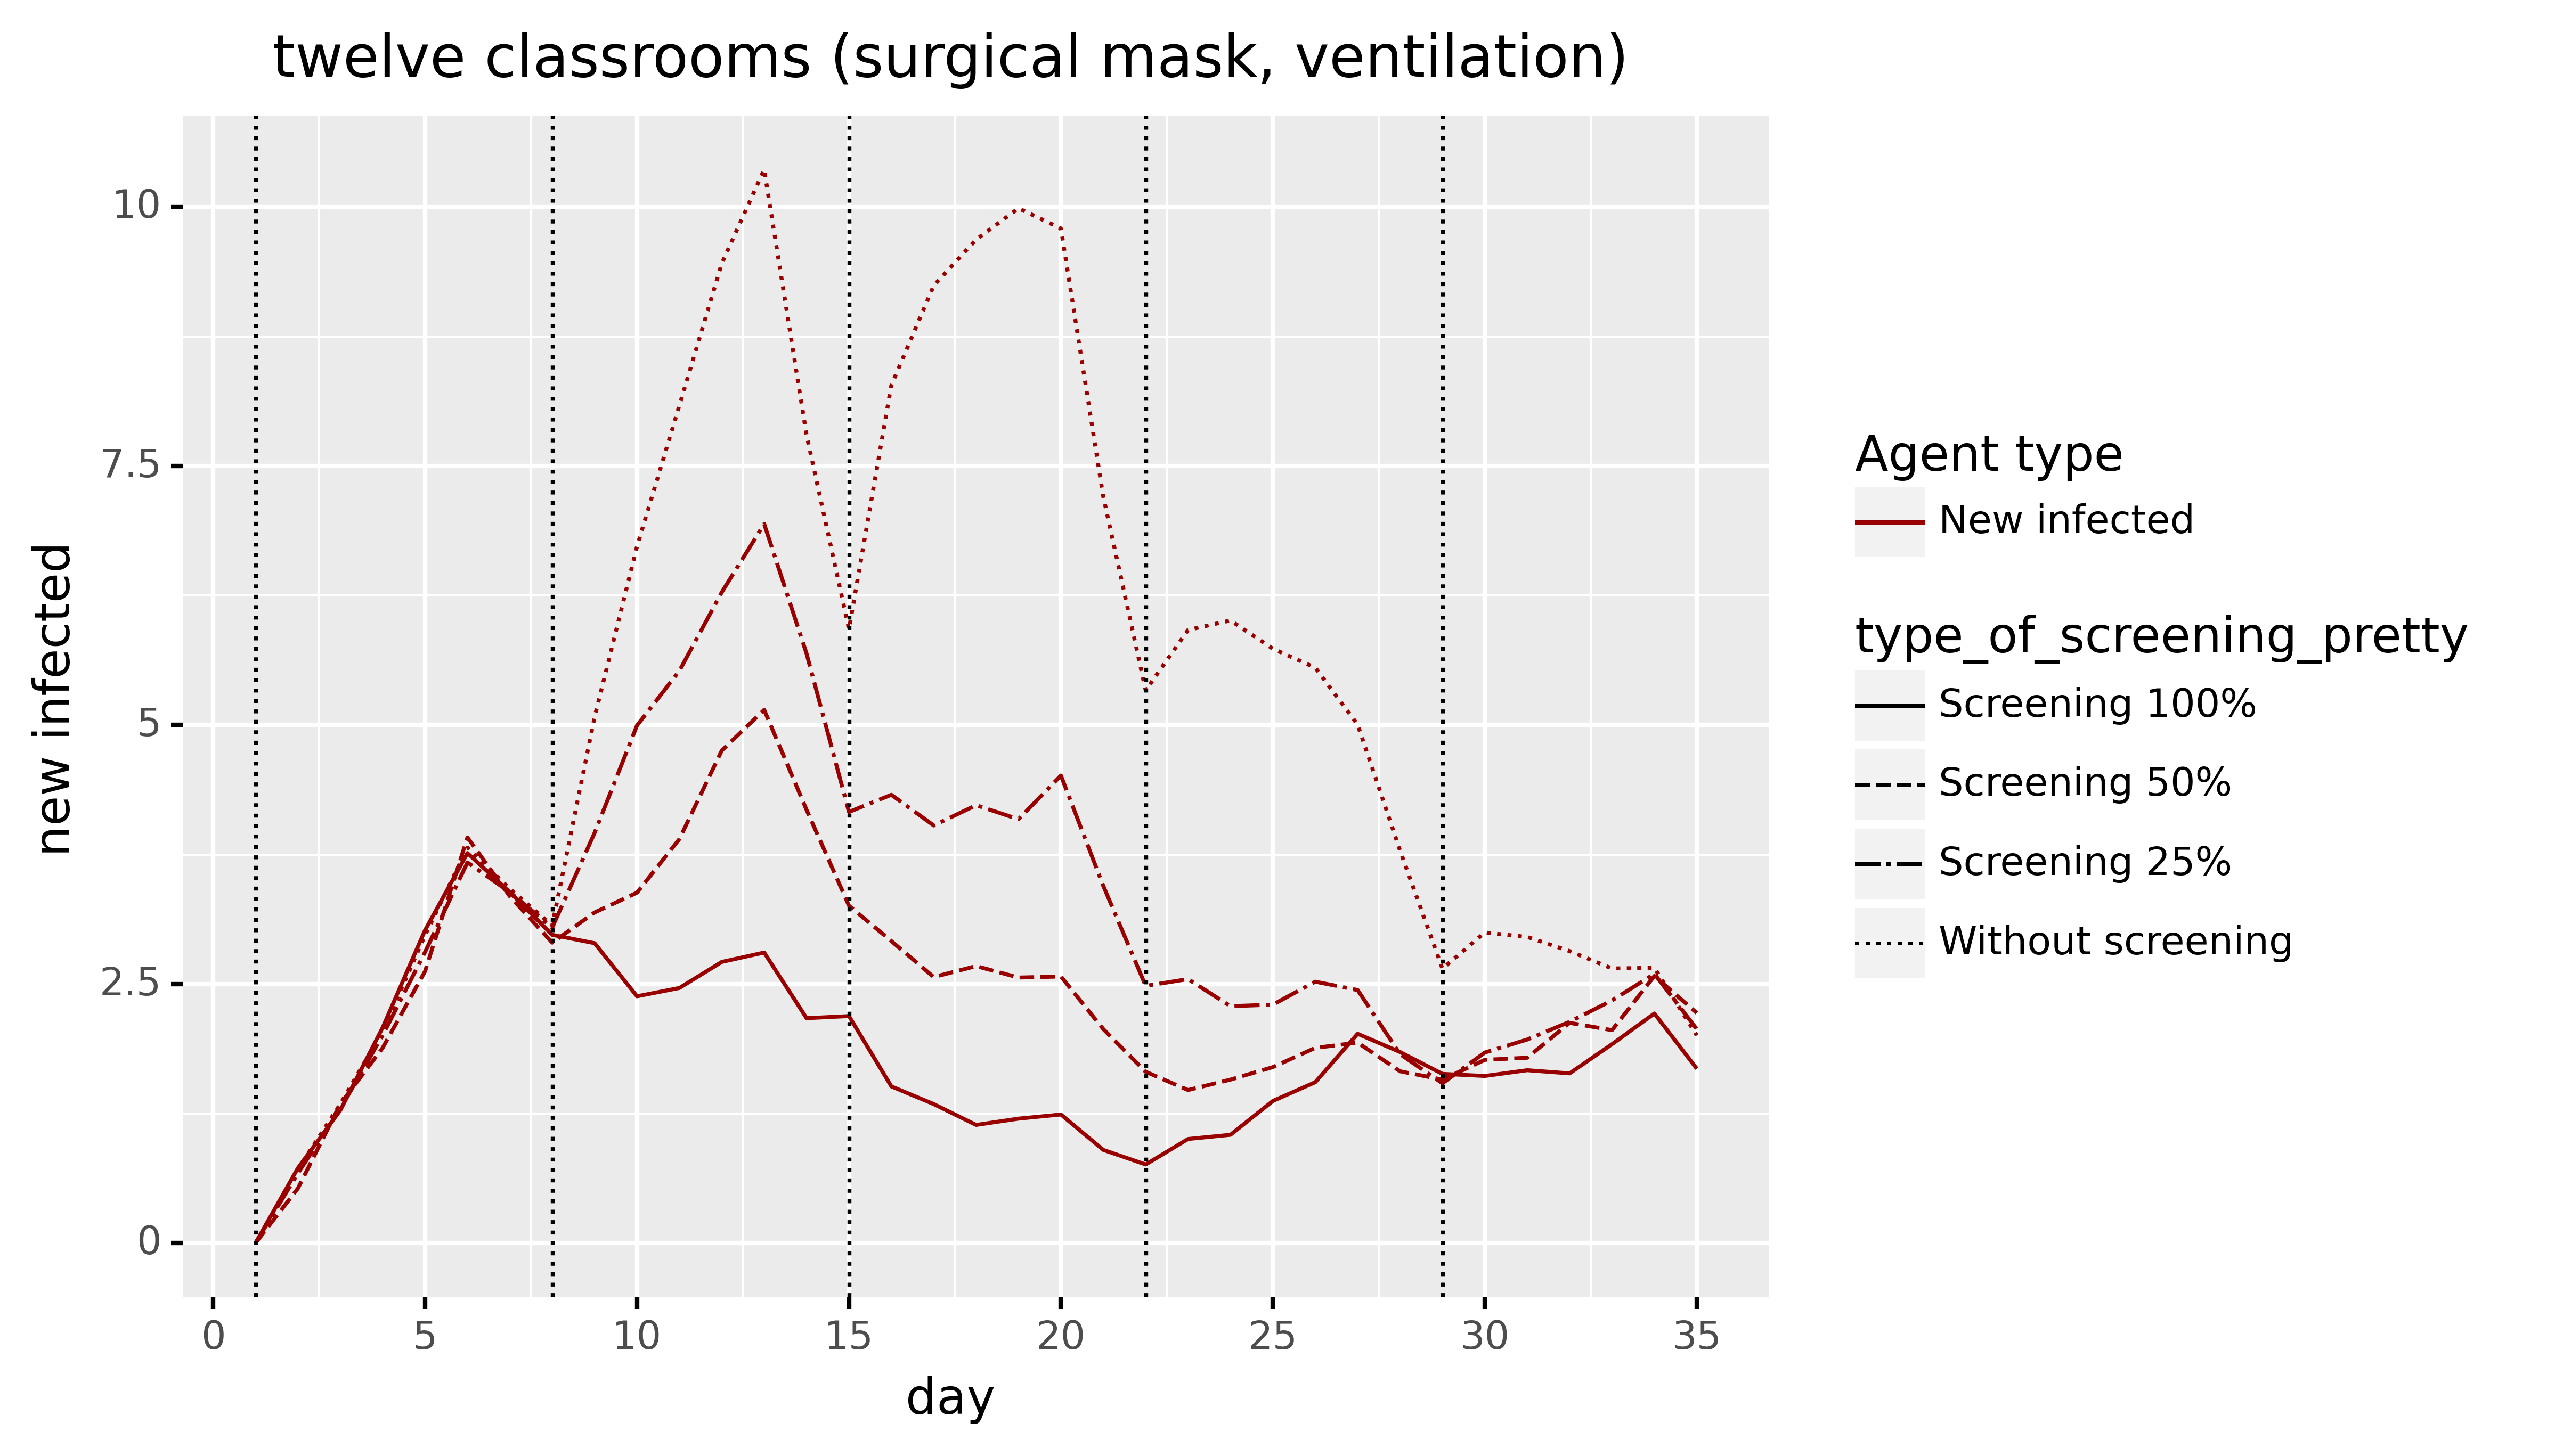 twelve classrooms (surgical mask, ventilation)
new infected
10
7.5
5
2.5
0
0 5 10 15 20 25 30 35
day
Agent type
New infected
type_of_screening_pretty
Screening 100%
Screening 50%
Screening 25%
Without screening